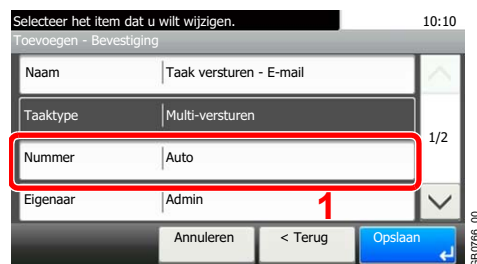 Selecteer het item dat u wilt wijzigen. 10:10
Toevoegen - Bevestiging
Naam Taak versturen - E-mail
Taaktype Multi-versturen
1/2
Nummer Auto
Eigenaar Admin
1
Annuleren < Terug Opslaan
GB0766_00